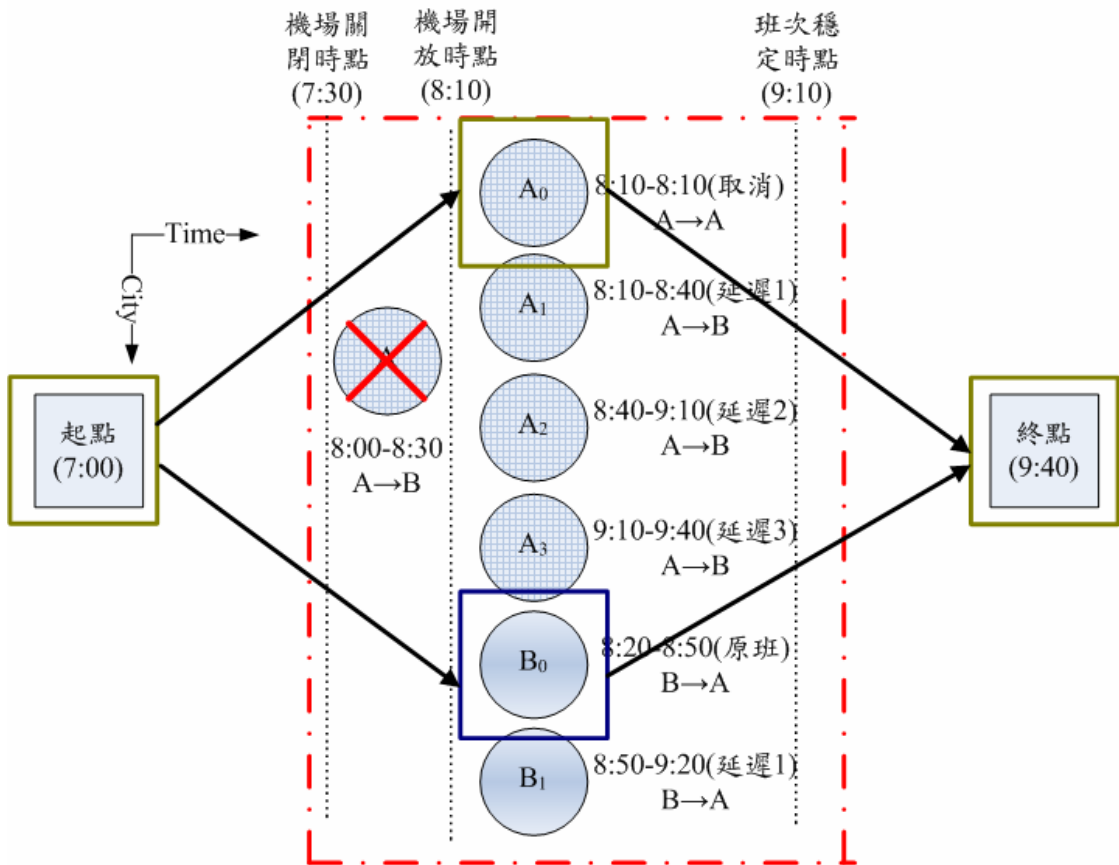 機場關
閉時點
(7:30)
機場開
放時點
(8:10)
班次穩
定時點
(9:10)
Time
City
起點
(7:00)
8:00-8:30
A→B
A₀
8:10-8:10(取消)
A→A
A₁
8:10-8:40(延遲1)
A→B
A₂
8:40-9:10(延遲2)
A→B
A₃
9:10-9:40(延遲3)
A→B
B₀
8:20-8:50(原班)
B→A
B₁
8:50-9:20(延遲1)
B→A
終點
(9:40)